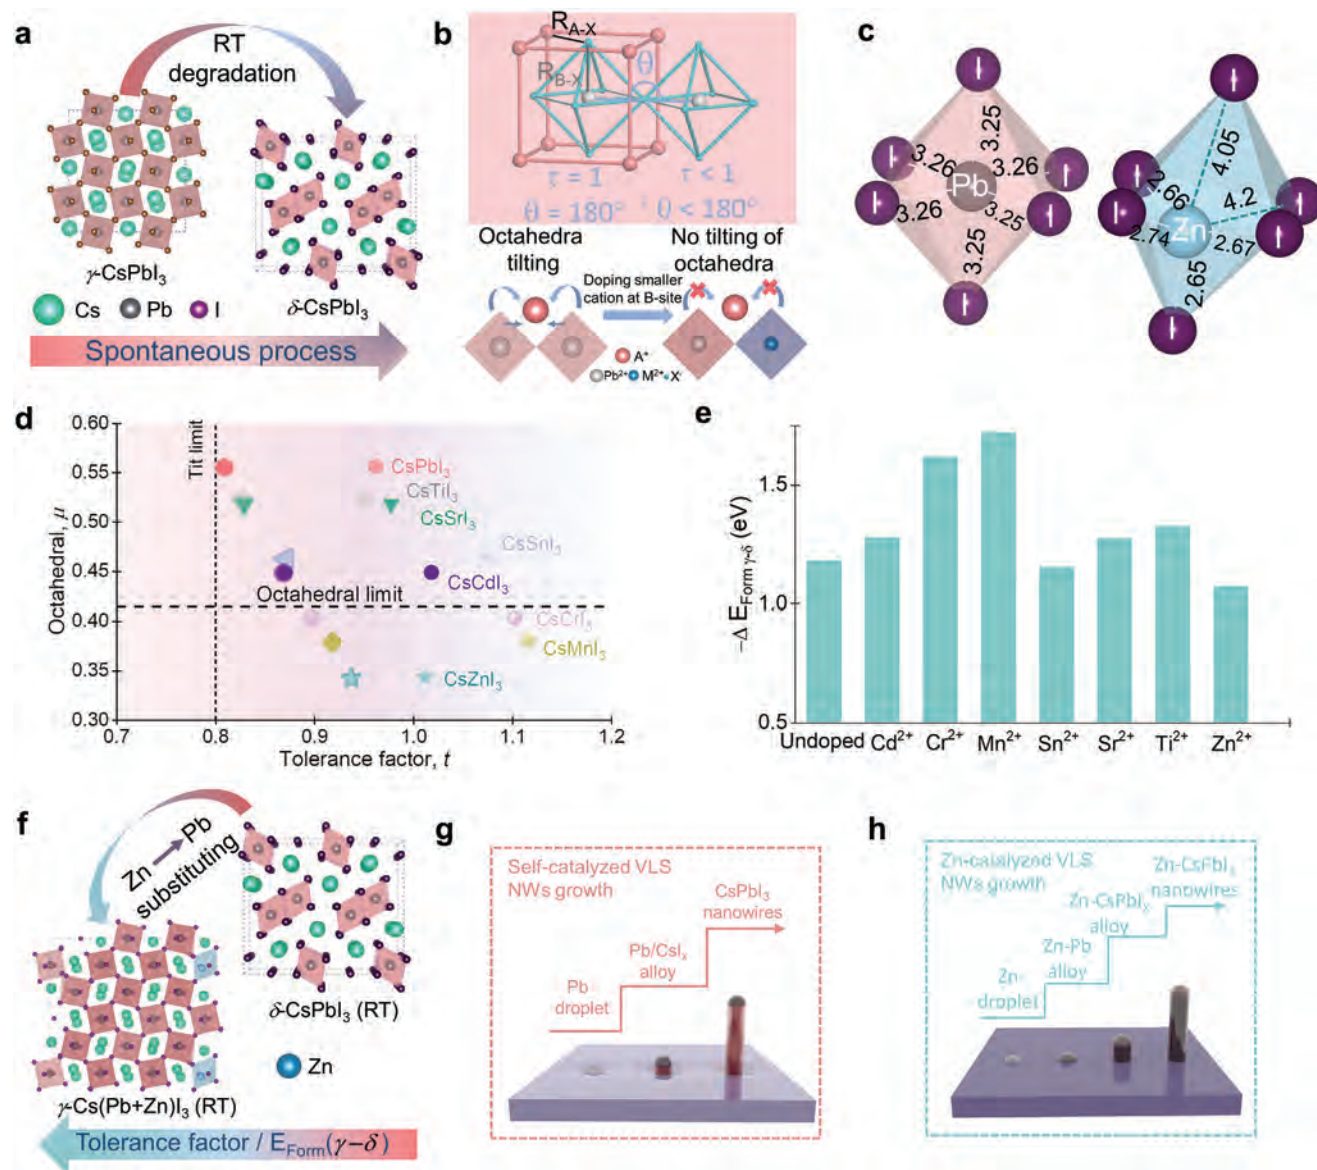 a
RT
degradation
γ-CsPbI₃
δ-CsPbI₃
Cs Pb I
Spontaneous process
b
R_A-X
R_B-X
θ
τ = 1 τ < 1
θ = 180° θ < 180°
Octahedra
tilting
No tilting of
octahedra
Doping smaller
cation at B-site
A⁺
Pb²⁺ M²⁺ X⁻
c
I
I
I
I
I
I
Pb
3.25
3.26
3.26
3.26
3.25
3.25
I
I
I
I
I
I
Zn
4.05
2.66
4.2
2.74
2.67
2.65
d
Octahedral, μ
0.60
0.55
0.50
0.45
0.40
0.35
0.30
Tit limit
CsPbI₃
CsTiI₃
CsSrI₃
CsSnI₃
CsCdI₃
Octahedral limit
CsCrI₃
CsMnI₃
CsZnI₃
0.7 0.8 0.9 1.0 1.1 1.2
Tolerance factor, t
e
−Δ E_Form γ-δ (eV)
1.5
1.0
0.5
Undoped Cd²⁺ Cr²⁺ Mn²⁺ Sn²⁺ Sr²⁺ Ti²⁺ Zn²⁺
f
Zn Pb
substituting
δ-CsPbI₃ (RT)
Zn
γ-Cs(Pb+Zn)I₃ (RT)
Tolerance factor / E_Form(γ−δ)
g
Self-catalyzed VLS
NWs growth
CsPbI₃
nanowires
Pb/CsIₓ
alloy
Pb
droplet
h
Zn-catalyzed VLS
NWs growth
Zn-CsPbI₃
nanowires
Zn-CsPbIₓ
alloy
Zn-Pb
alloy
Zn-
droplet